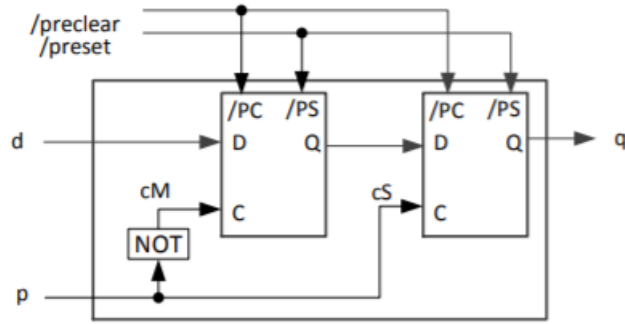 /preclear
/preset
/PC /PS /PC /PS
d D Q D Q q
cM cS
C C
NOT
p